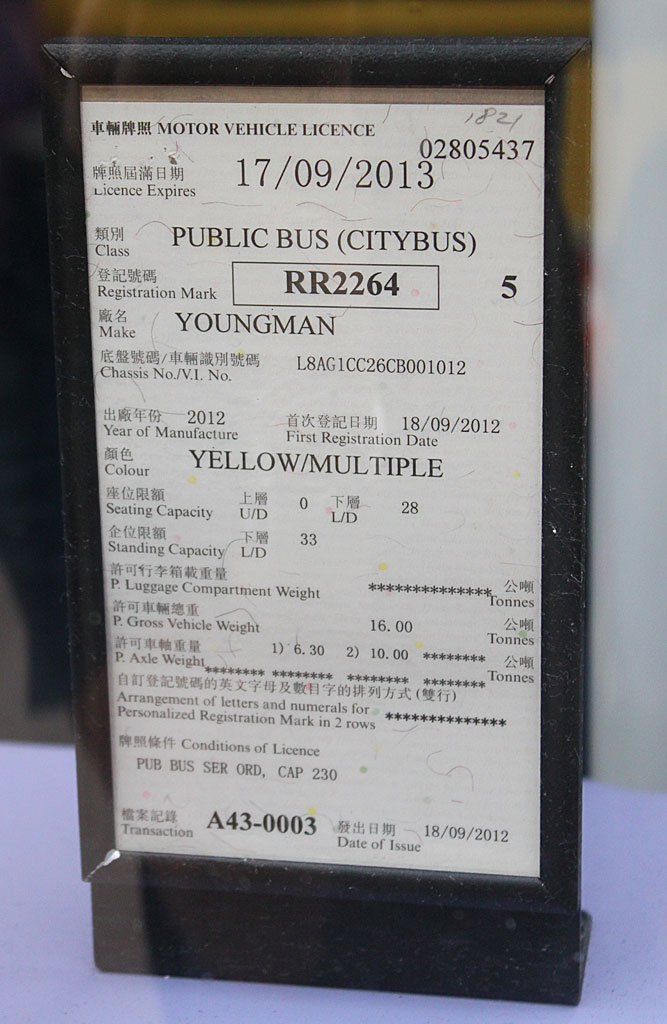 1821
車輛牌照 MOTOR VEHICLE LICENCE
02805437
牌照屆滿日期 17/09/2013
Licence Expires
類別 PUBLIC BUS (CITYBUS)
Class
登記號碼 RR2264 5
Registration Mark
廠名 YOUNGMAN
Make
底盤號碼/車輛識別號碼 L8AG1CC26CB001012
Chassis No./V.I. No.
出廠年份 2012 首次登記日期 18/09/2012
Year of Manufacture First Registration Date
顏色 YELLOW/MULTIPLE
Colour
座位限額 上層 0 下層 28
Seating Capacity U/D L/D
企位限額 下層 33
Standing Capacity L/D
許可行李箱載重量 ************** 公噸
P. Luggage Compartment Weight Tonnes
許可車輛總重 16.00 公噸
P. Gross Vehicle Weight Tonnes
許可車軸重量 1) 6.30 2) 10.00 ******** 公噸
P. Axle Weight ******** ******** ******** ******** Tonnes
自訂登記號碼的英文字母及數目字的排列方式 (雙行)
Arrangement of letters and numerals for
Personalized Registration Mark in 2 rows **************
牌照條件 Conditions of Licence
PUB BUS SER ORD, CAP 230
檔案記錄 A43-0003 發出日期 18/09/2012
Transaction Date of Issue